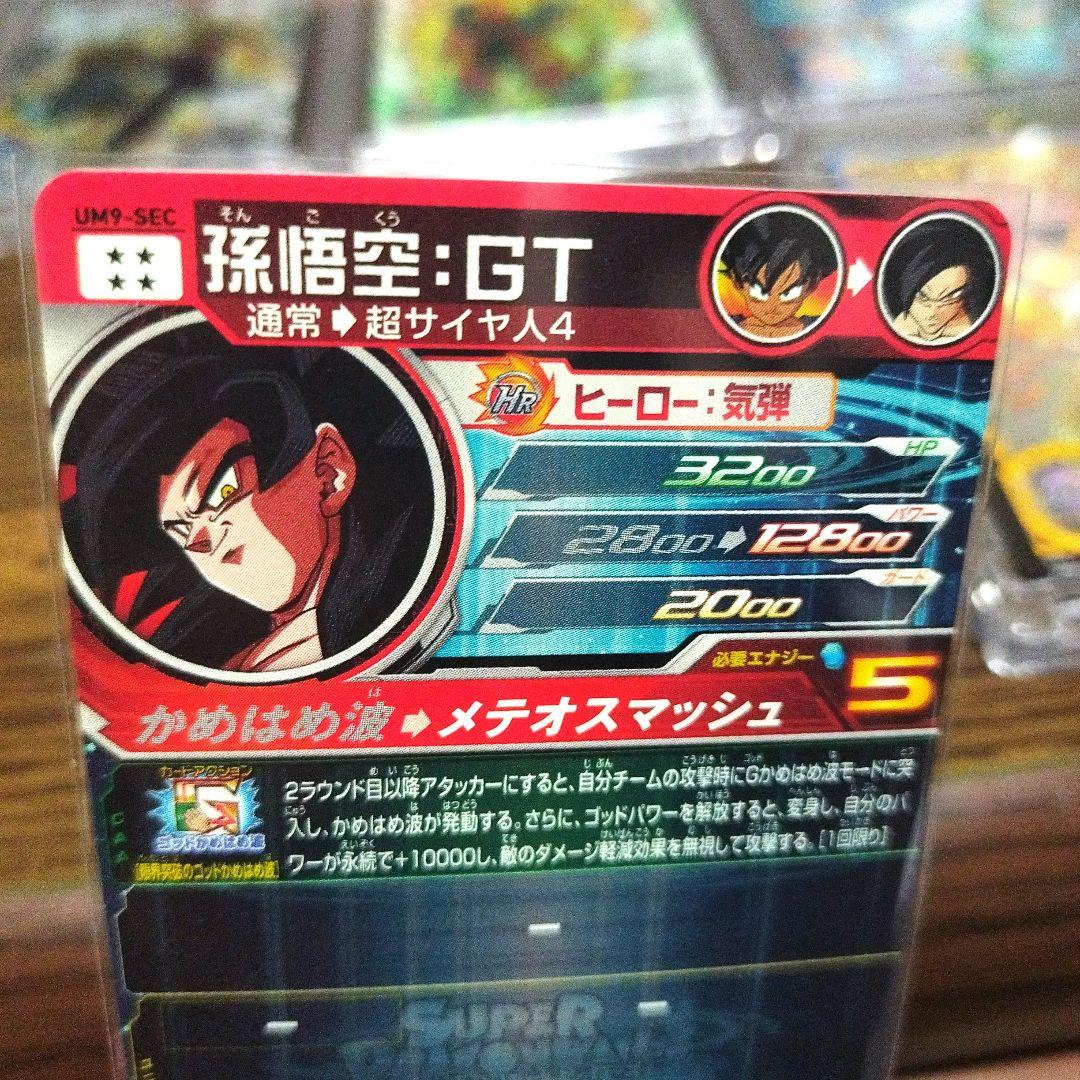 UM9-SEC
孫悟空:GT
そん ご くう
通常 超サイヤ人4
HR ヒーロー:気弾
HP
3200
パワー
2800 12800
ガード
2000
必要エナジー 5
かめはめ波 メテオスマッシュ
カードアクション
ゴッドかめはめ波
2ラウンド目以降アタッカーにすると、自分チームの攻撃時にGかめはめ波モードに突
入し、かめはめ波が発動する。さらに、ゴッドパワーを解放すると、変身し、自分のパ
ワーが永続で+10000し、敵のダメージ軽減効果を無視して攻撃する。[1回限り]
-
-
-
SUPER